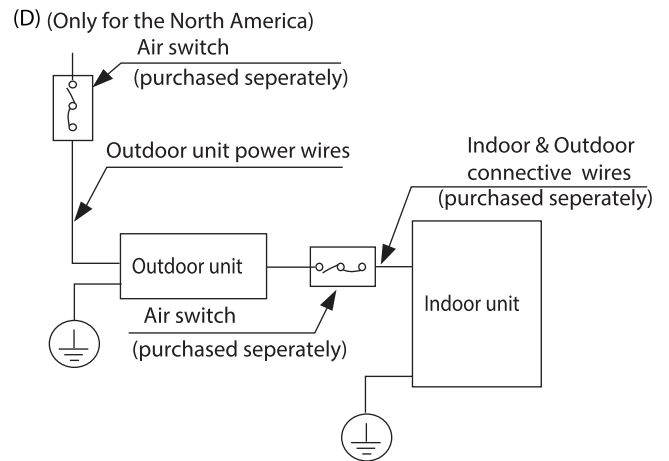 (D) (Only for the North America)
Air switch
(purchased seperately)
Outdoor unit power wires
Indoor & Outdoor
connective wires
(purchased seperately)
Outdoor unit
Indoor unit
Air switch
(purchased seperately)